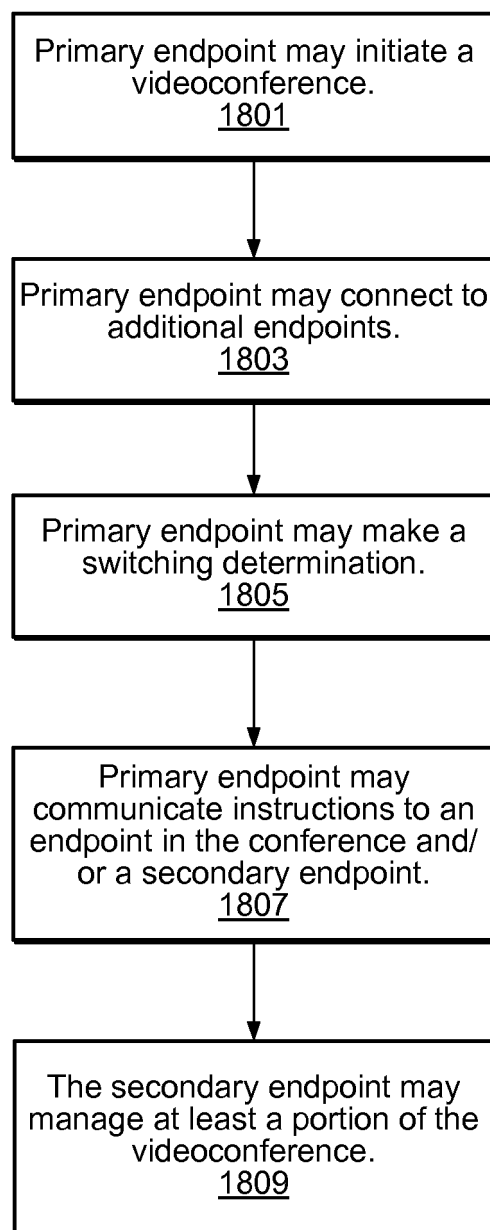 Primary endpoint may initiate a
videoconference.
1801
Primary endpoint may connect to
additional endpoints.
1803
Primary endpoint may make a
switching determination.
1805
Primary endpoint may
communicate instructions to an
endpoint in the conference and/
or a secondary endpoint.
1807
The secondary endpoint may
manage at least a portion of the
videoconference.
1809